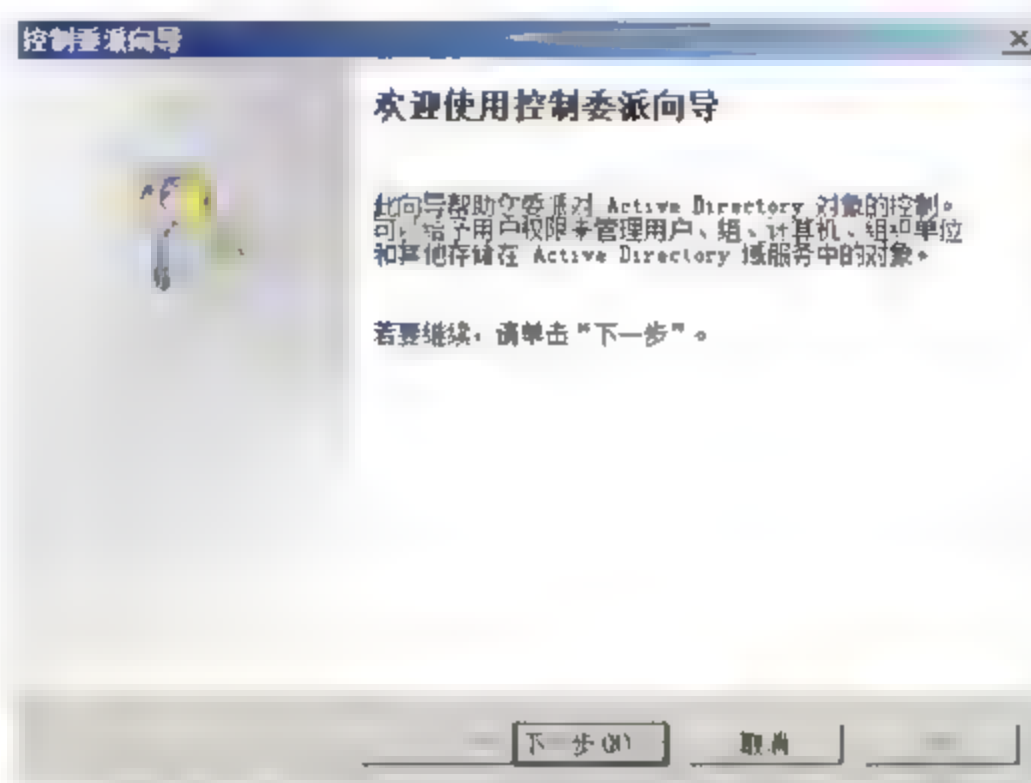 控制委派向导
欢迎使用控制委派向导
此向导帮助您委派对 Active Directory 对象的控制。
可以给予用户权限来管理用户、组、计算机、组织单位
和其他存储在 Active Directory 域服务中的对象。
若要继续，请单击“下一步”。
下一步(N)
取消